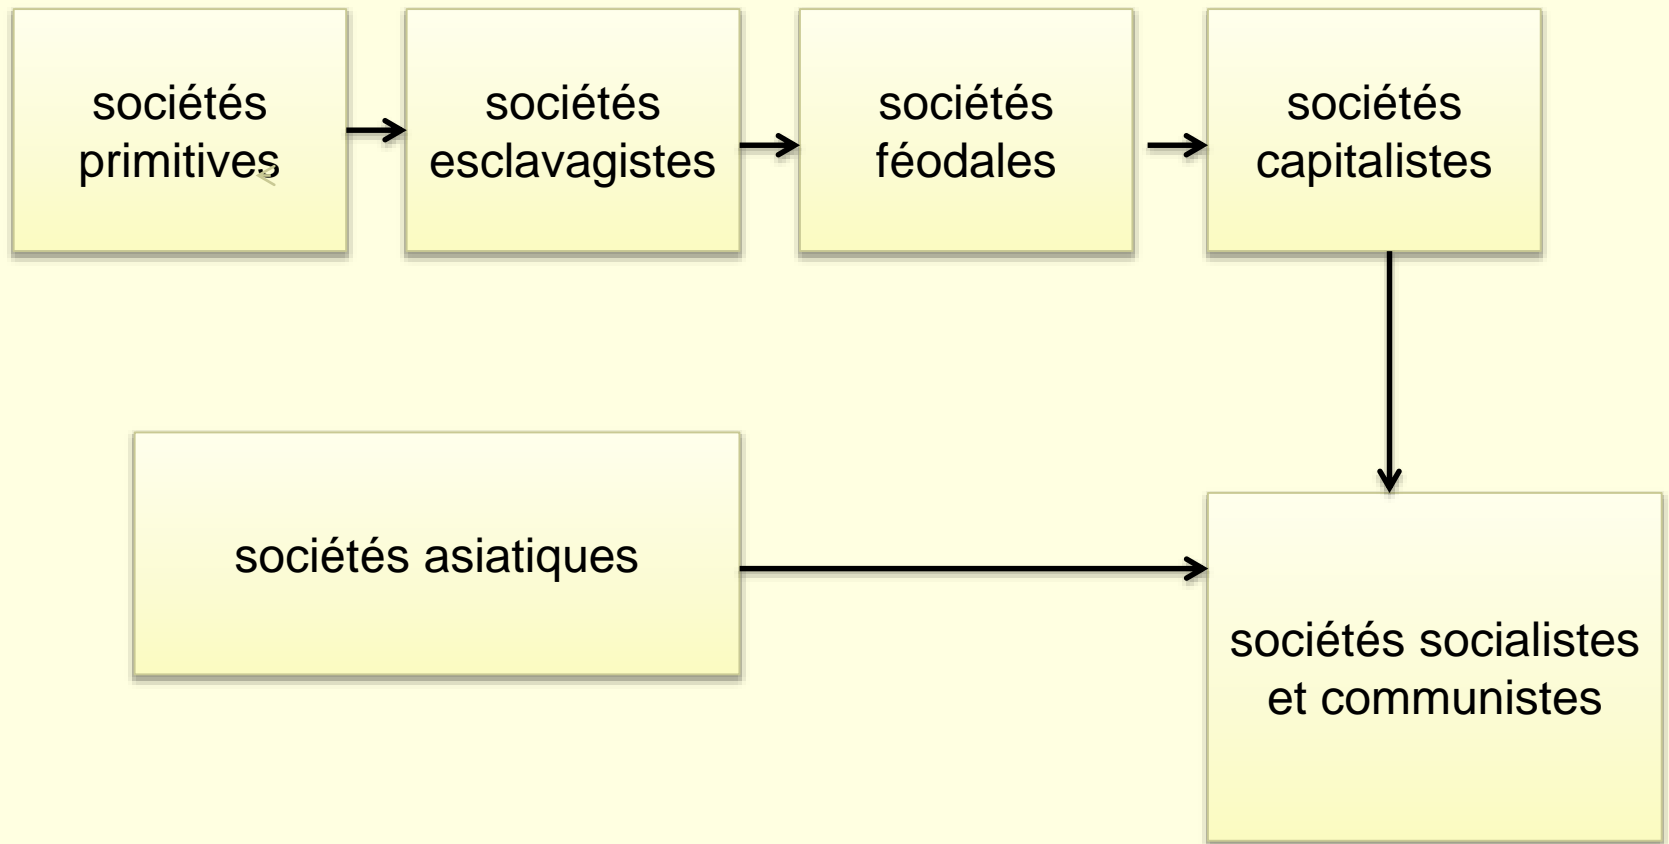 sociétés
primitives
sociétés
esclavagistes
sociétés
féodales
sociétés
capitalistes
sociétés asiatiques
sociétés socialistes
et communistes